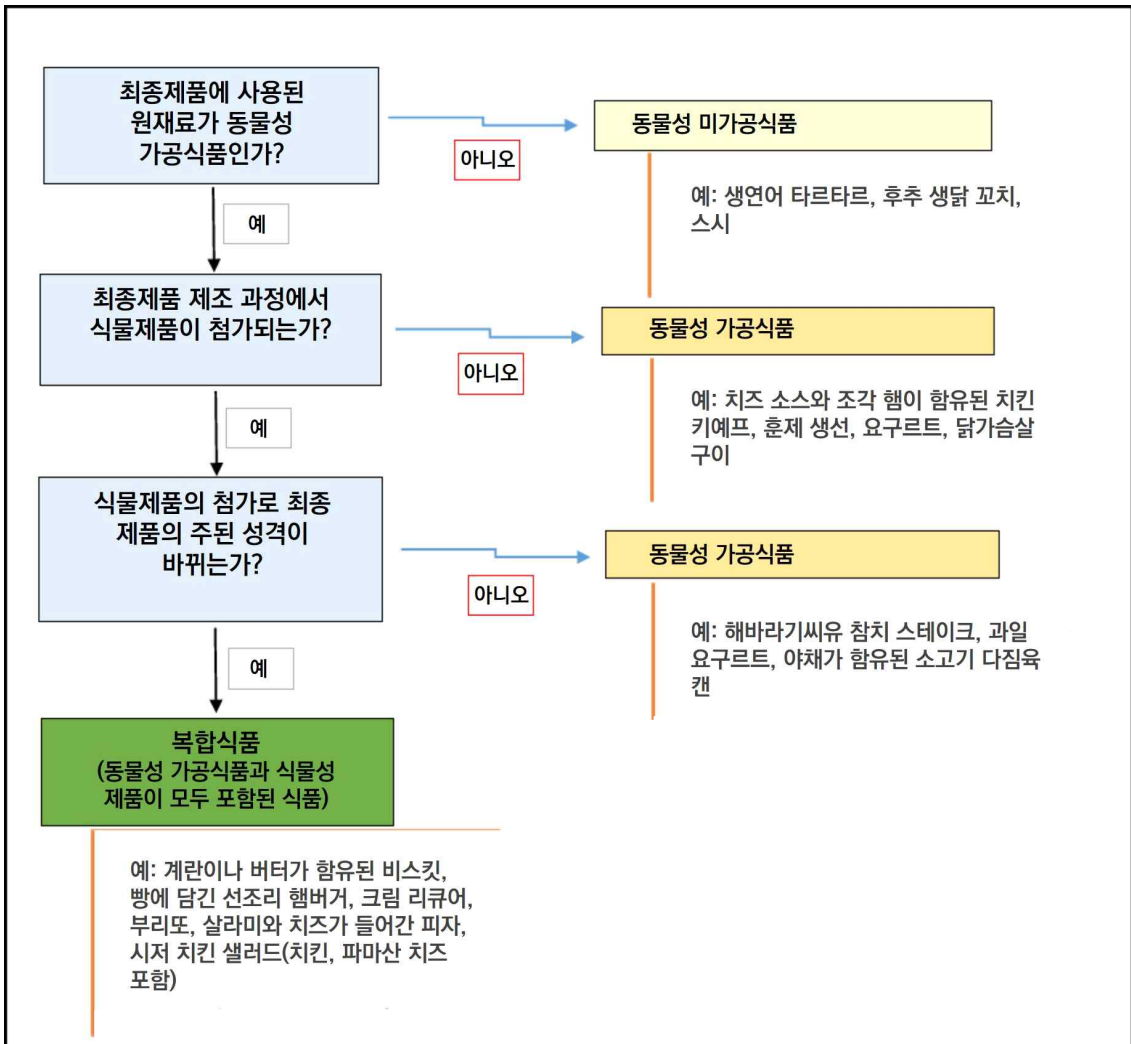 최종제품에 사용된
원재료가 동물성
가공식품인가?
아니오
동물성 미가공식품
예: 생연어 타르타르, 후추 생닭 꼬치,
스시
예
최종제품 제조 과정에서
식물제품이 첨가되는가?
아니오
동물성 가공식품
예: 치즈 소스와 조각 햄이 함유된 치킨
키예프, 훈제 생선, 요구르트, 닭가슴살
구이
예
식물제품의 첨가로 최종
제품의 주된 성격이
바뀌는가?
아니오
동물성 가공식품
예: 해바라기씨유 참치 스테이크, 과일
요구르트, 야채가 함유된 소고기 다짐육
캔
예
복합식품
(동물성 가공식품과 식물성
제품이 모두 포함된 식품)
예: 계란이나 버터가 함유된 비스킷,
빵에 담긴 선조리 햄버거, 크림 리큐어,
부리또, 살라미와 치즈가 들어간 피자,
시저 치킨 샐러드(치킨, 파마산 치즈
포함)